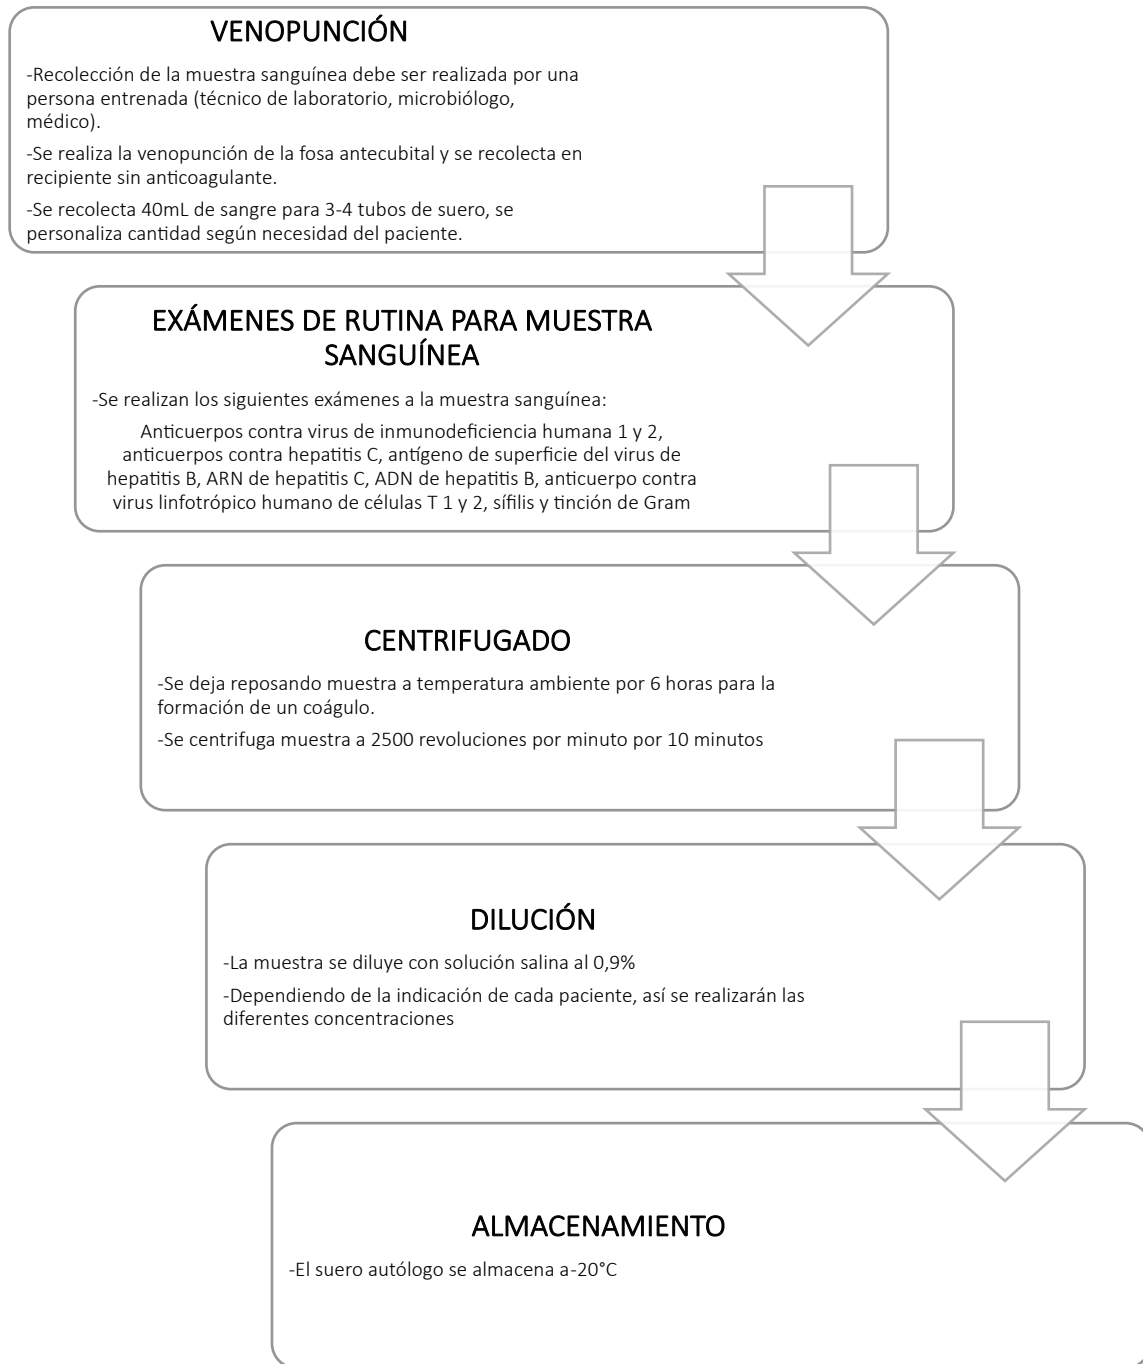 VENOPUNCIÓN
-Recolección de la muestra sanguínea debe ser realizada por una
persona entrenada (técnico de laboratorio, microbiólogo,
médico).
-Se realiza la venopunción de la fosa antecubital y se recolecta en
recipiente sin anticoagulante.
-Se recolecta 40mL de sangre para 3-4 tubos de suero, se
personaliza cantidad según necesidad del paciente.
EXÁMENES DE RUTINA PARA MUESTRA
SANGUÍNEA
-Se realizan los siguientes exámenes a la muestra sanguínea:
Anticuerpos contra virus de inmunodeficiencia humana 1 y 2,
anticuerpos contra hepatitis C, antígeno de superficie del virus de
hepatitis B, ARN de hepatitis C, ADN de hepatitis B, anticuerpo contra
virus linfotrópico humano de células T 1 y 2, sífilis y tinción de Gram
CENTRIFUGADO
-Se deja reposando muestra a temperatura ambiente por 6 horas para la
formación de un coágulo.
-Se centrifuga muestra a 2500 revoluciones por minuto por 10 minutos
DILUCIÓN
-La muestra se diluye con solución salina al 0,9%
-Dependiendo de la indicación de cada paciente, así se realizarán las
diferentes concentraciones
ALMACENAMIENTO
-El suero autólogo se almacena a-20°C